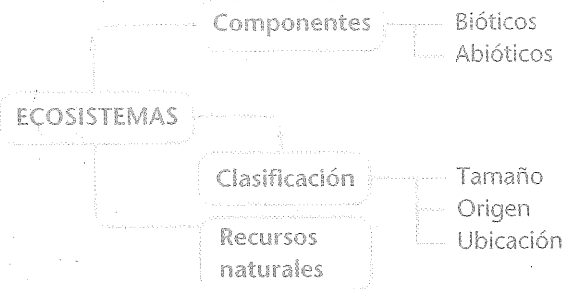 Componentes
Bióticos
Abióticos
ECOSISTEMAS
Clasificación
Tamaño
Origen
Ubicación
Recursos
naturales